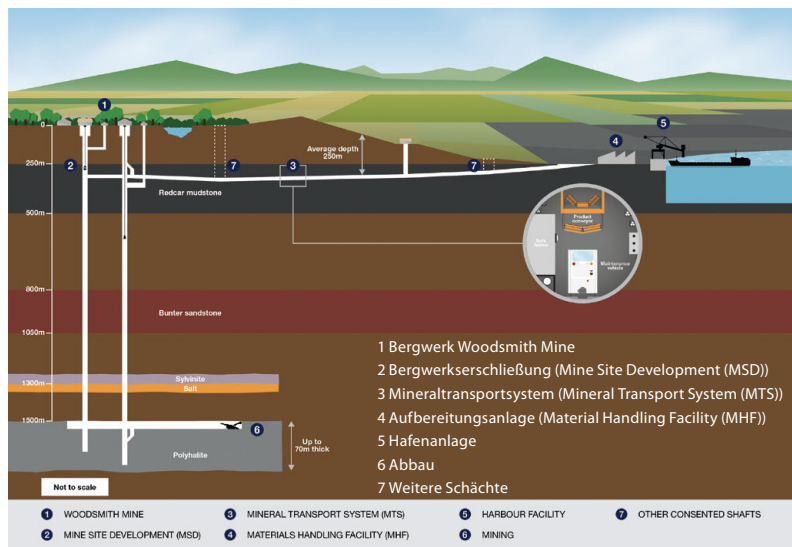 1
0
Average depth
250m
4
5
250m
2
7
3
7
Redcar mudstone
500m
Product
conveyor
Maintenance
vehicle
800m
Bunter sandstone
1050m
1 Bergwerk Woodsmith Mine
2 Bergwerkserschließung (Mine Site Development (MSD))
3 Mineraltransportsystem (Mineral Transport System (MTS))
4 Aufbereitungsanlage (Material Handling Facility (MHF))
5 Hafenanlage
6 Abbau
7 Weitere Schächte
Sylvinite
1300m
Salt
1500m
6
Up to
70m thick
Polyhalite
Not to scale
1 WOODSMITH MINE
3 MINERAL TRANSPORT SYSTEM (MTS)
5 HARBOUR FACILITY
7 OTHER CONSENTED SHAFTS
2 MINE SITE DEVELOPMENT (MSD)
4 MATERIALS HANDLING FACILITY (MHF)
6 MINING